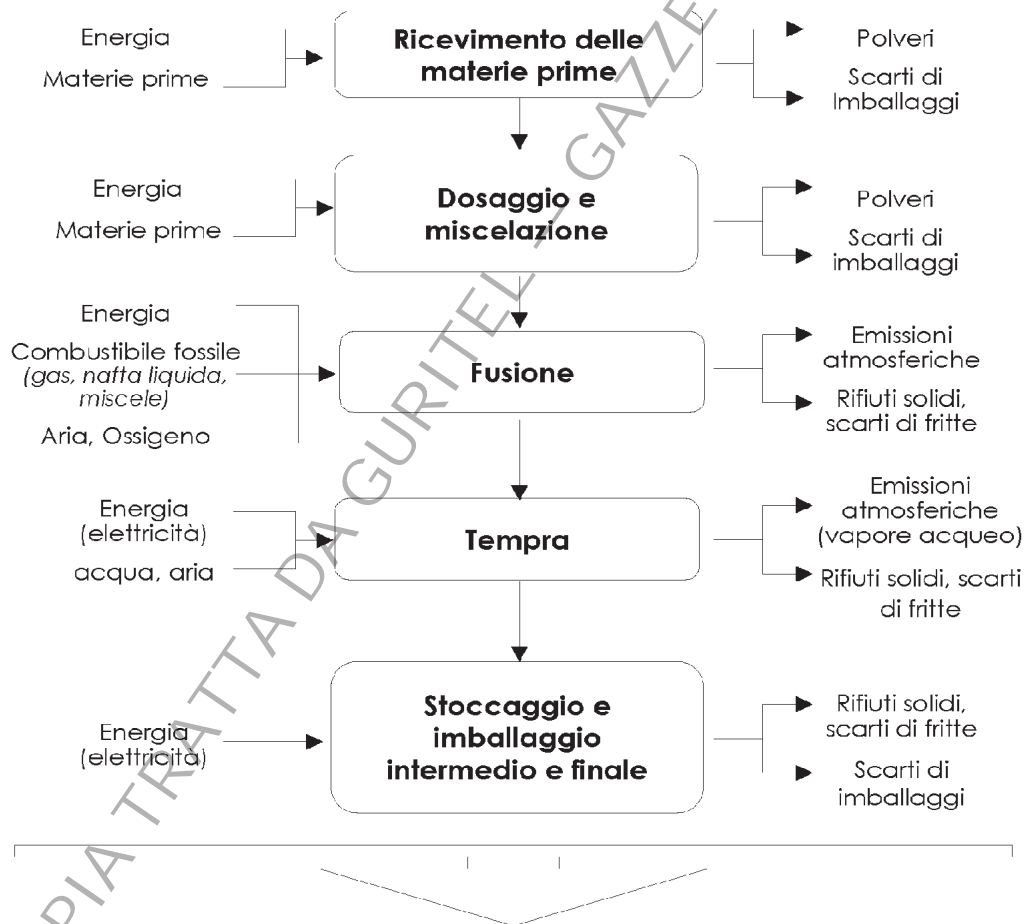 Energia
Materie prime
Ricevimento delle
materie prime
Polveri
Scarti di
Imballaggi
Energia
Materie prime
Dosaggio e
miscelazione
Polveri
Scarti di
imballaggi
Energia
Combustibile fossile
(gas, nafta liquida,
miscele)
Aria, Ossigeno
Fusione
Emissioni
atmosferiche
Rifiuti solidi,
scarti di fritte
Energia
(elettricità)
acqua, aria
Tempra
Emissioni
atmosferiche
(vapore acqueo)
Rifiuti solidi, scarti
di fritte
Energia
(elettricità)
Stoccaggio e
imballaggio
intermedio e finale
Rifiuti solidi,
scarti di fritte
Scarti di
imballaggi
TRATTA DA GURITEL –